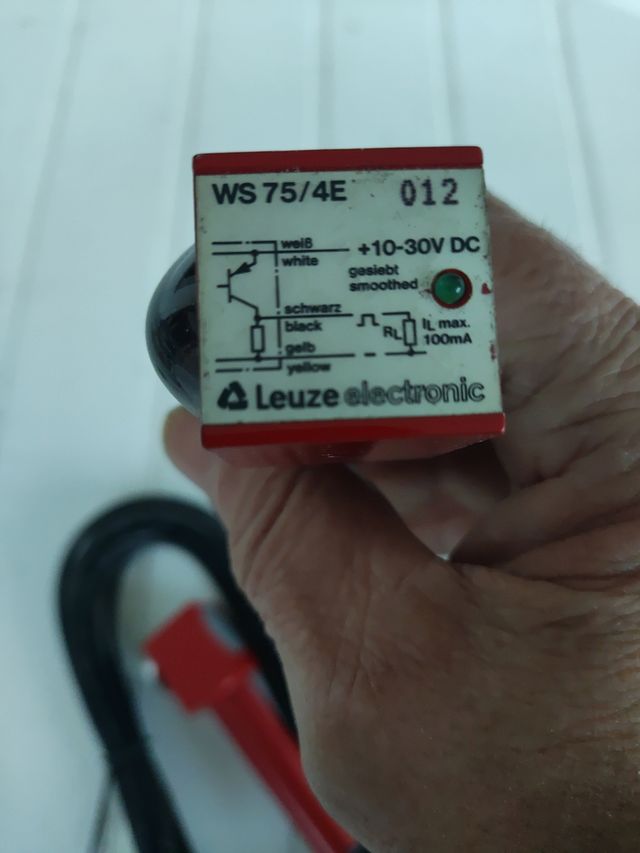 WS 75/4E 012
weiß
white
+10-30V DC
gesiebt
smoothed
schwarz
black
RL
IL max.
100mA
gelb
yellow
Leuze electronic